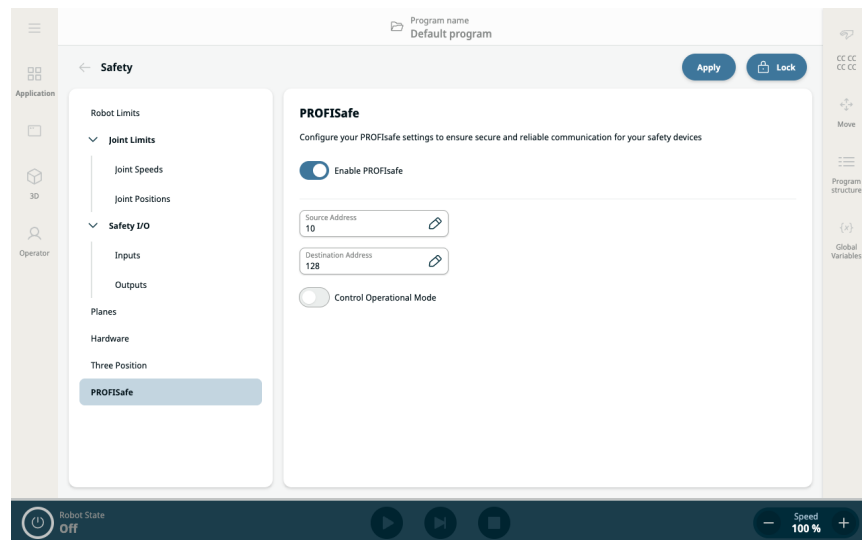 Program name
Default program
Safety
Apply
Lock
CC CC
CC CC
Application
Move
3D
Program
structure
Operator
{x}
Global
Variables
Robot Limits
Joint Limits
Joint Speeds
Joint Positions
Safety I/O
Inputs
Outputs
Planes
Hardware
Three Position
PROFISafe
PROFISafe
Configure your PROFIsafe settings to ensure secure and reliable communication for your safety devices
Enable PROFIsafe
Source Address
10
Destination Address
128
Control Operational Mode
Robot State
Off
Speed
100 %